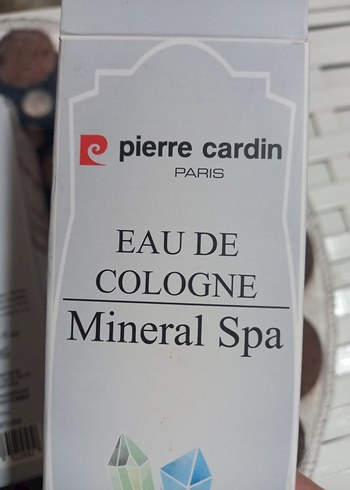 pierre cardin
PARIS
EAU DE
COLOGNE
Mineral Spa